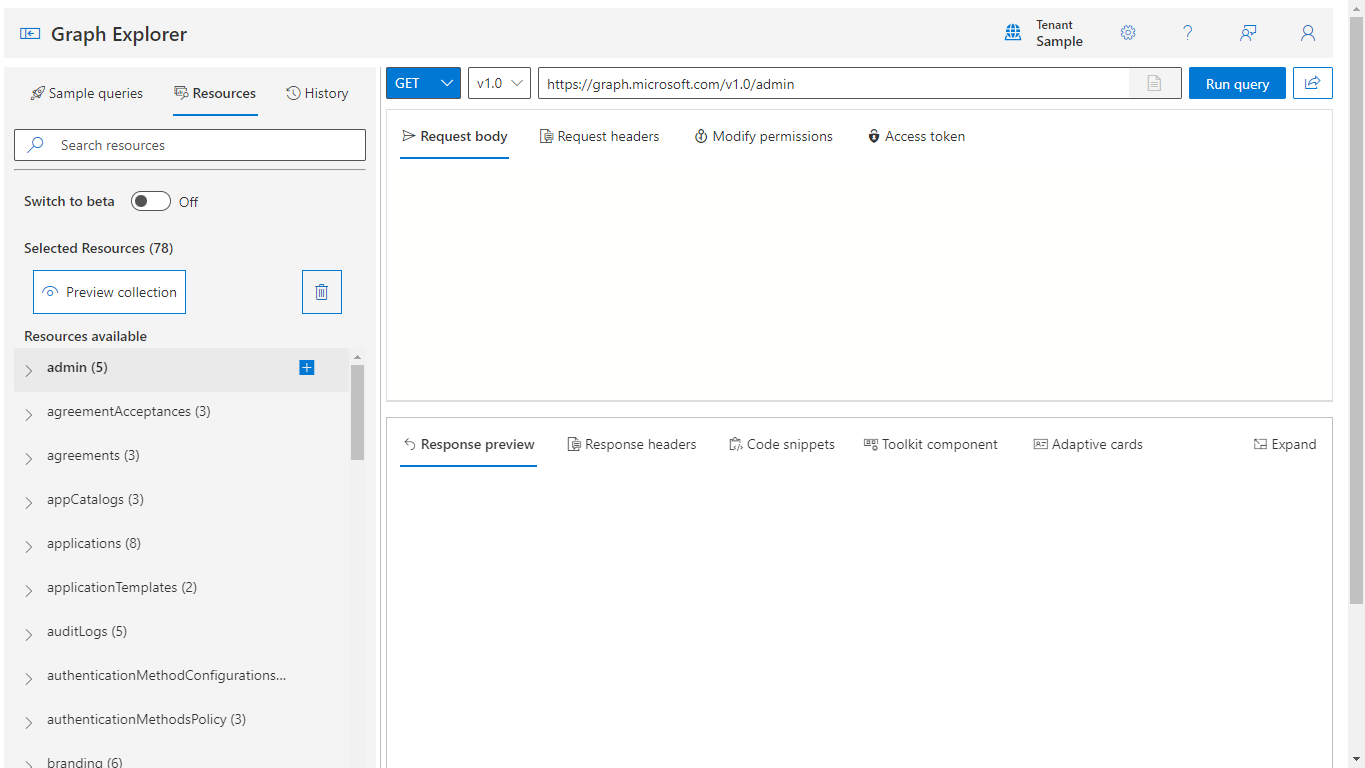 Graph Explorer
Tenant
Sample
Sample queries
Resources
History
Search resources
Switch to beta
Off
Selected Resources (78)
Preview collection
Resources available
admin (5)
agreementAcceptances (3)
agreements (3)
appCatalogs (3)
applications (8)
applicationTemplates (2)
auditLogs (5)
authenticationMethodConfigurations...
authenticationMethodsPolicy (3)
branding (6)
GET
v1.0
https://graph.microsoft.com/v1.0/admin
Run query
Request body
Request headers
Modify permissions
Access token
Response preview
Response headers
Code snippets
Toolkit component
Adaptive cards
Expand